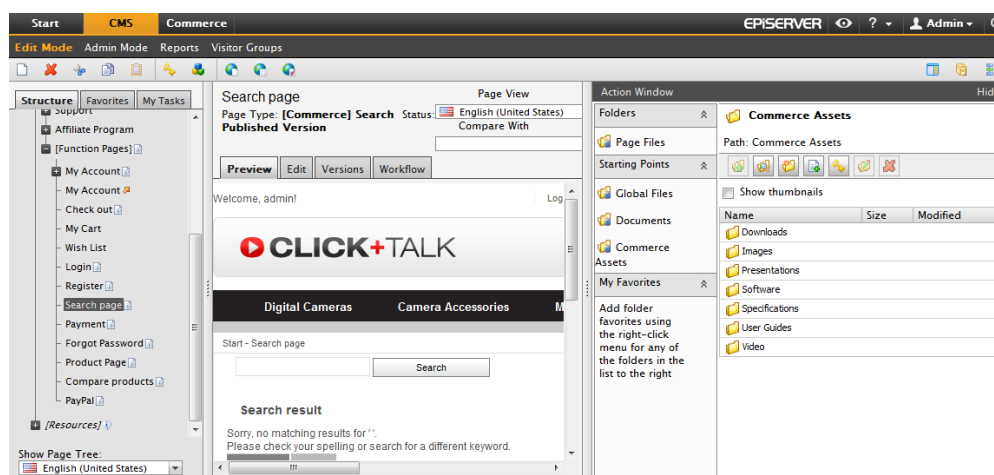 Start CMS Commerce EPiSERVER ? Admin
Edit Mode Admin Mode Reports Visitor Groups
Structure Favorites My Tasks
Support
Affiliate Program
[Function Pages]
My Account
My Account
Check out
My Cart
Wish List
Login
Register
Search page
Payment
Forgot Password
Product Page
Compare products
PayPal
[Resources]
Show Page Tree:
English (United States)
Search page
Page View
Page Type: [Commerce] Search Status:
English (United States)
Published Version
Compare With
Preview Edit Versions Workflow
Welcome, admin!
Log
CLICK+TALK
Digital Cameras Camera Accessories M
Start - Search page
Search
Search result
Sorry, no matching results for ' '.
Please check your spelling or search for a different keyword.
Action Window
Hid
Folders
Page Files
Starting Points
Global Files
Documents
Commerce
Assets
My Favorites
Add folder
favorites using
the right-click
menu for any of
the folders in the
list to the right
Commerce Assets
Path: Commerce Assets
Show thumbnails
Name Size Modified
Downloads
Images
Presentations
Software
Specifications
User Guides
Video